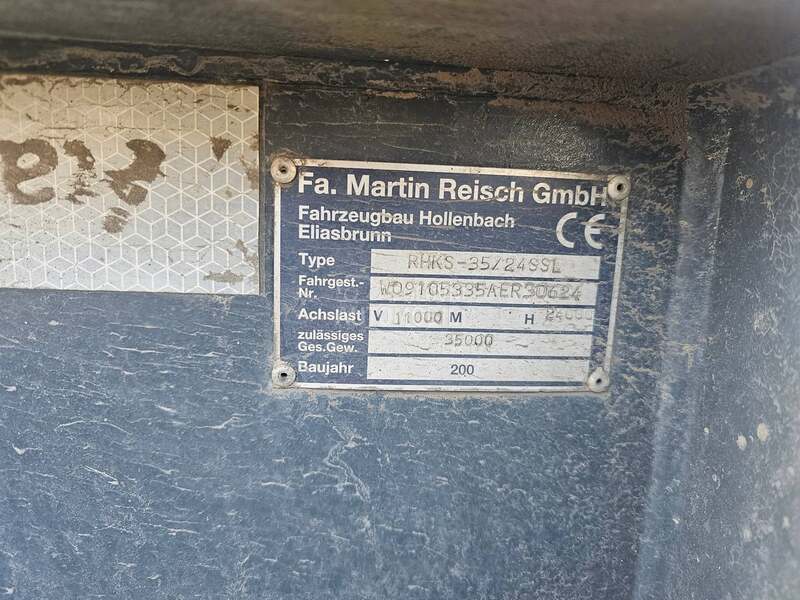 Fa. Martin Reisch GmbH
Fahrzeugbau Hollenbach
Eliasbrunn
CE
Type RHKS-35/24SSL
Fahrgest.-
Nr. W09105335AER30624
Achslast V 11000 M H 24000
zulässiges
Ges.Gew. 35000
Baujahr 200